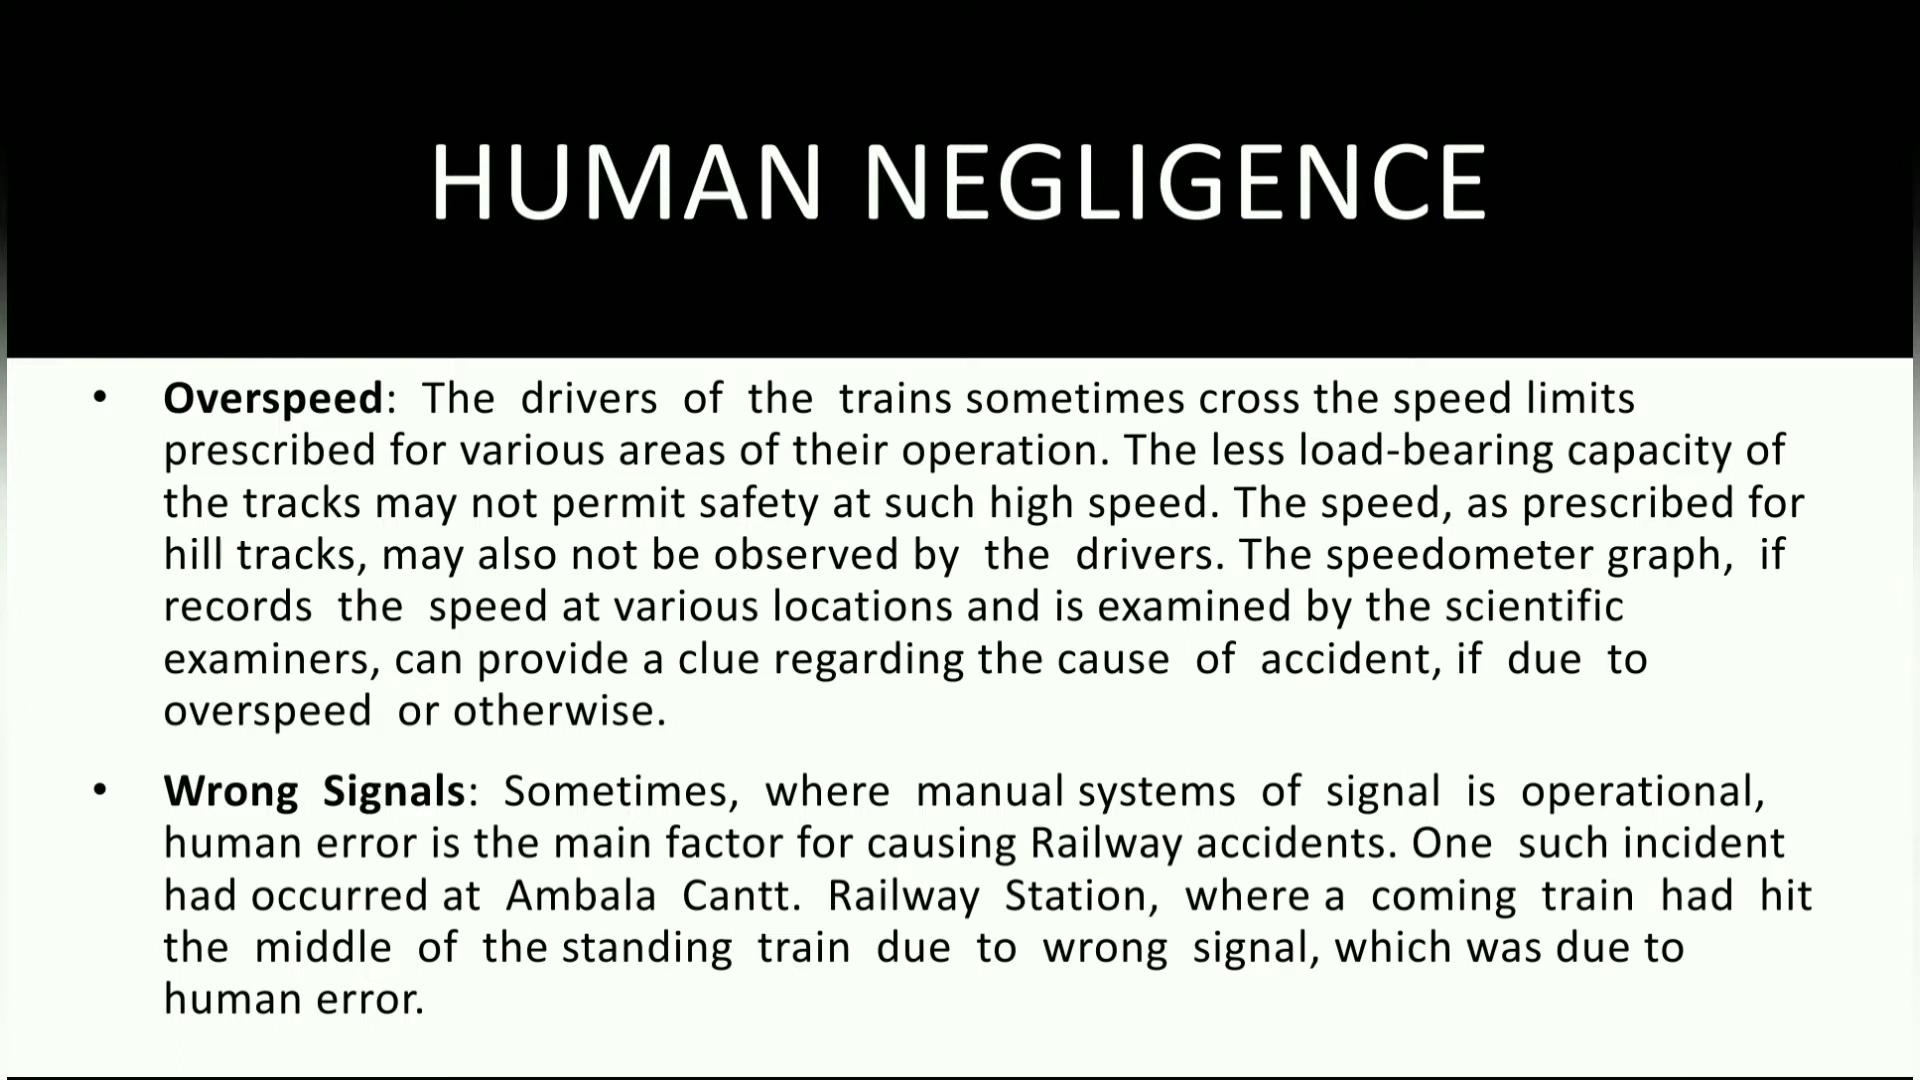 HUMAN NEGLIGENCE
• Overspeed: The drivers of the trains sometimes cross the speed limits
prescribed for various areas of their operation. The less load-bearing capacity of
the tracks may not permit safety at such high speed. The speed, as prescribed for
hill tracks, may also not be observed by the drivers. The speedometer graph, if
records the speed at various locations and is examined by the scientific
examiners, can provide a clue regarding the cause of accident, if due to
overspeed or otherwise.
• Wrong Signals: Sometimes, where manual systems of signal is operational,
human error is the main factor for causing Railway accidents. One such incident
had occurred at Ambala Cantt. Railway Station, where a coming train had hit
the middle of the standing train due to wrong signal, which was due to
human error.